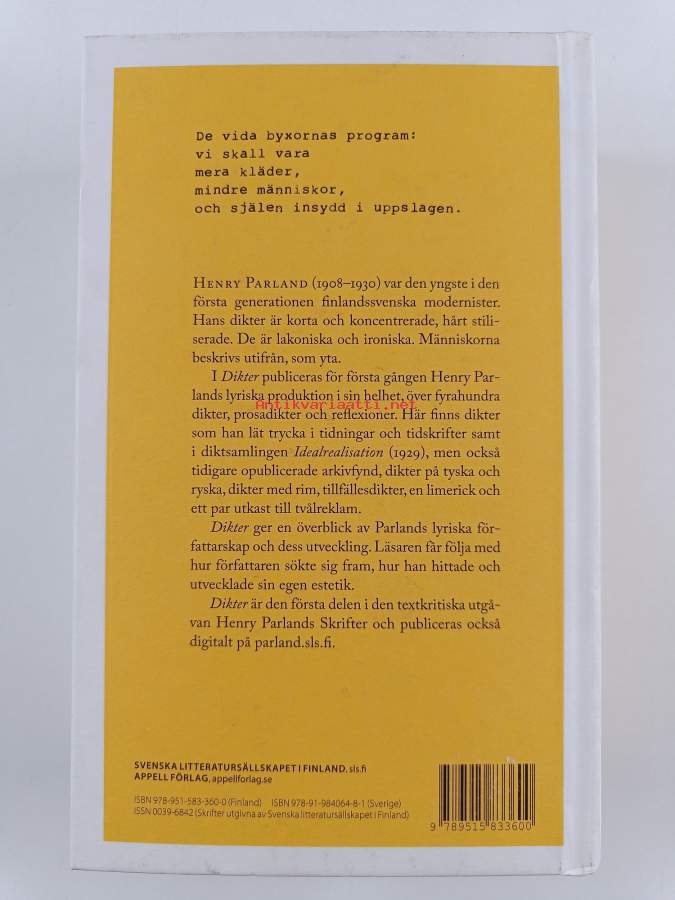 De vida byxornas program:
vi skall vara
mera kläder,
mindre människor,
och själen insydd i uppslagen.
HENRY PARLAND (1908–1930) var den yngste i den
första generationen finlandssvenska modernister.
Hans dikter är korta och koncentrerade, hårt stili-
serade. De är lakoniska och ironiska. Människorna
beskrivs utifrån, som yta.
I Dikter publiceras för första gången Henry Par-
lands lyriska produktion i sin helhet, över fyrahundra
Antikvariaatti.net
dikter, prosadikter och reflexioner. Här finns dikter
som han lät trycka i tidningar och tidskrifter samt
i diktsamlingen Idealrealisation (1929), men också
tidigare opublicerade arkivfynd, dikter på tyska och
ryska, dikter med rim, tillfällesdikter, en limerick och
ett par utkast till tvålreklam.
Dikter ger en överblick av Parlands lyriska för-
fattarskap och dess utveckling. Läsaren får följa med
hur författaren sökte sig fram, hur han hittade och
utvecklade sin egen estetik.
Dikter är den första delen i den textkritiska utgå-
van Henry Parlands Skrifter och publiceras också
digitalt på parland.sls.fi.
SVENSKA LITTERATURSÄLLSKAPET I FINLAND, sls.fi
APPELL FÖRLAG, appellforlag.se
ISBN 978-951-583-360-0 (Finland) ISBN 978-91-984064-8-1 (Sverige)
ISSN 0039-6842 (Skrifter utgivna av Svenska litteratursällskapet i Finland)
9 789515 833600